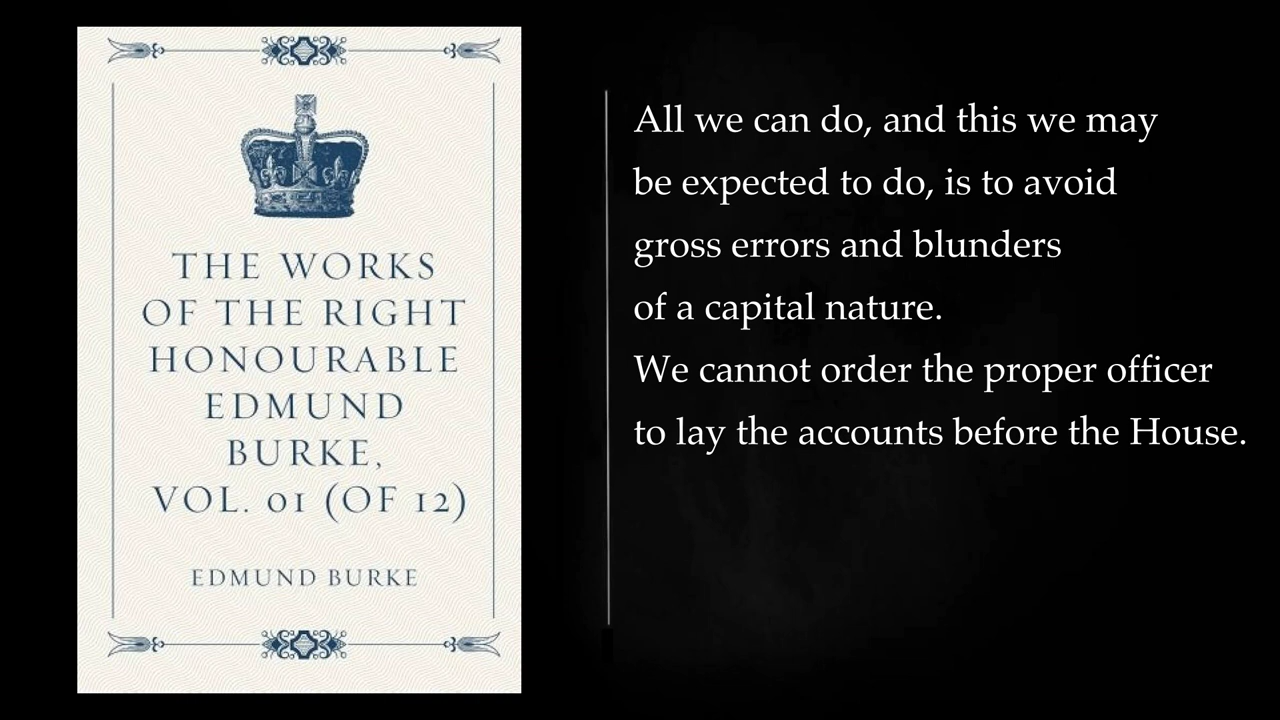 THE WORKS
OF THE RIGHT
HONOURABLE
EDMUND
BURKE,
VOL. 01 (OF 12)
EDMUND BURKE
All we can do, and this we may
be expected to do, is to avoid
gross errors and blunders
of a capital nature.
We cannot order the proper officer
to lay the accounts before the House.